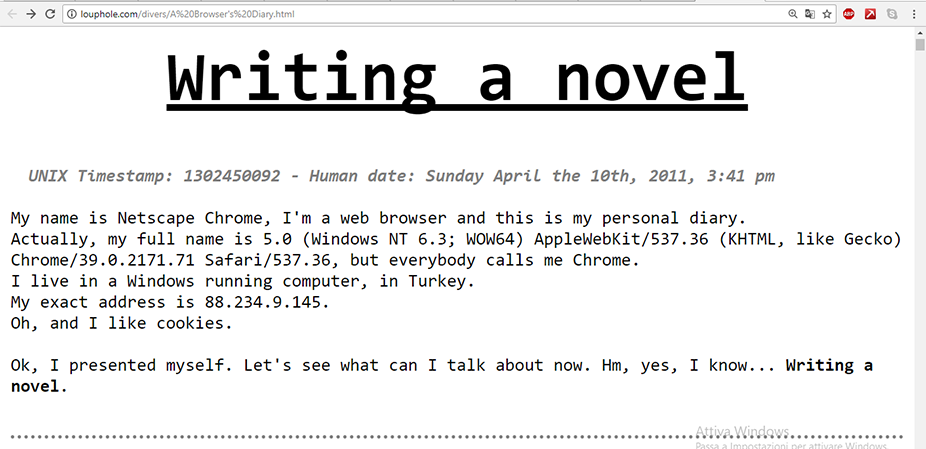 louphole.com/divers/A%20Browser's%20Diary.html
ABP
Writing a novel
UNIX Timestamp: 1302450092 - Human date: Sunday April the 10th, 2011, 3:41 pm
My name is Netscape Chrome, I'm a web browser and this is my personal diary.
Actually, my full name is 5.0 (Windows NT 6.3; WOW64) AppleWebKit/537.36 (KHTML, like Gecko)
Chrome/39.0.2171.71 Safari/537.36, but everybody calls me Chrome.
I live in a Windows running computer, in Turkey.
My exact address is 88.234.9.145.
Oh, and I like cookies.
Ok, I presented myself. Let's see what can I talk about now. Hm, yes, I know... Writing a
novel.
Attiva Windows
Passa a Impostazioni per attivare Windows.